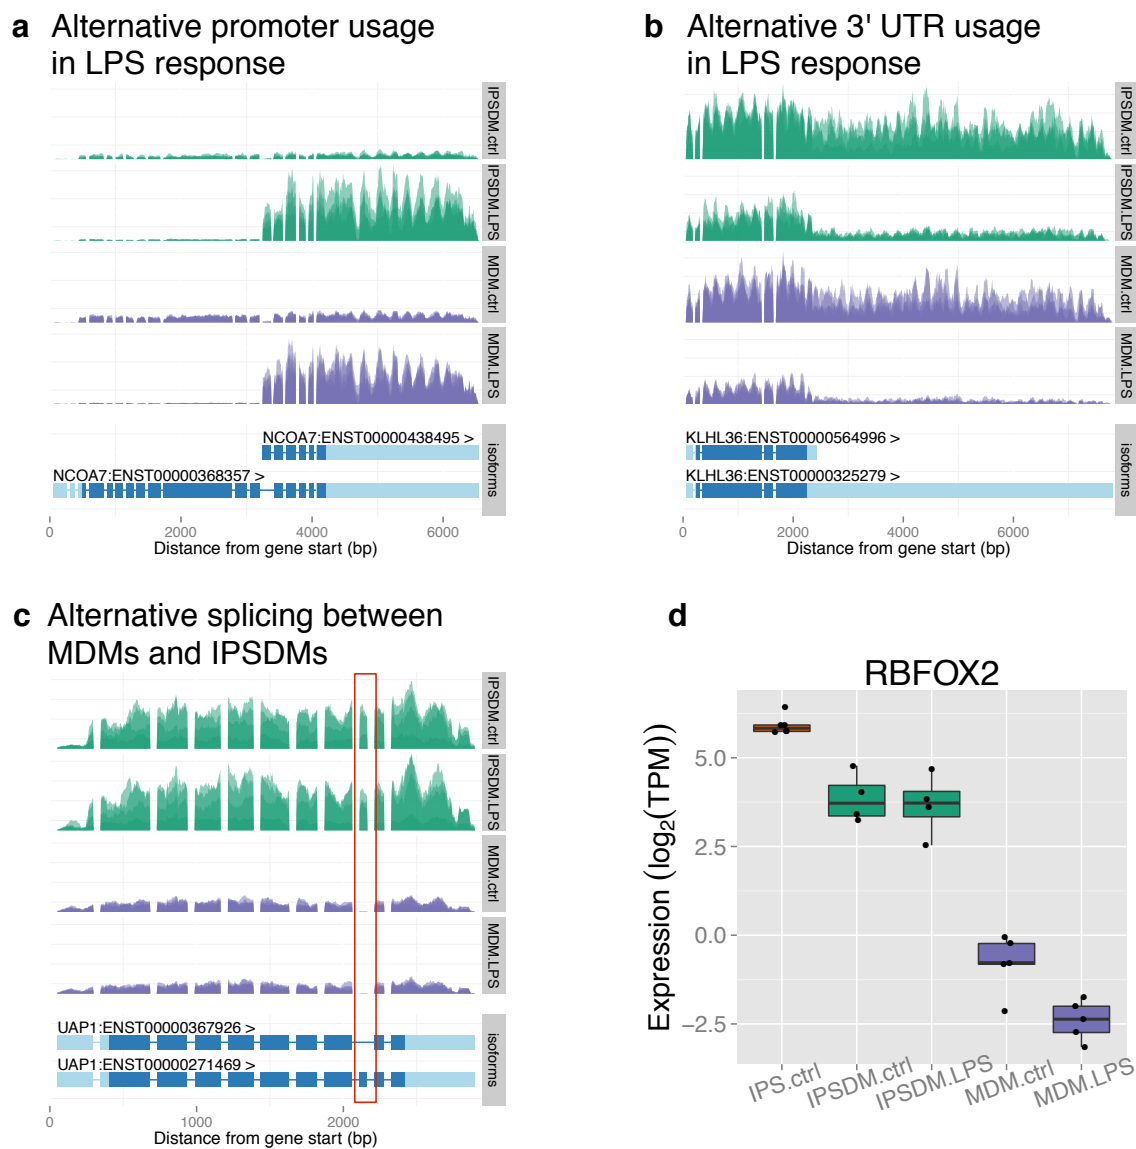 a Alternative promoter usage
in LPS response
IPSDM.ctrl
IPSDM.LPS
MDM.ctrl
MDM.LPS
isoforms
NCOA7:ENST00000438495 >
NCOA7:ENST00000368357 >
0 2000 4000 6000
Distance from gene start (bp)
b Alternative 3' UTR usage
in LPS response
IPSDM.ctrl
IPSDM.LPS
MDM.ctrl
MDM.LPS
isoforms
KLHL36:ENST00000564996 >
KLHL36:ENST00000325279 >
0 2000 4000 6000
Distance from gene start (bp)
c Alternative splicing between
MDMs and IPSDMs
IPSDM.ctrl
IPSDM.LPS
MDM.ctrl
MDM.LPS
isoforms
UAP1:ENST00000367926 >
UAP1:ENST00000271469 >
0 1000 2000
Distance from gene start (bp)
d
RBFOX2
Expression (log₂(TPM))
5.0
2.5
0.0
−2.5
IPS.ctrl IPSDM.ctrl IPSDM.LPS MDM.ctrl MDM.LPS